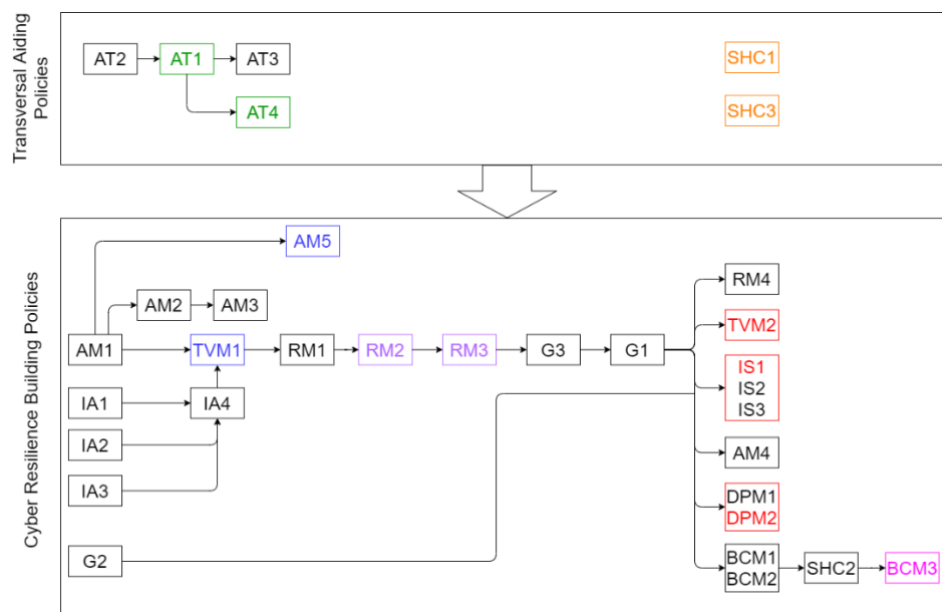 Transversal Aiding
Policies
AT2
AT1
AT3
AT4
SHC1
SHC3
Cyber Resilience Building Policies
AM5
AM2
AM3
AM1
TVM1
RM1
RM2
RM3
G3
G1
IA1
IA4
IA2
IA3
G2
RM4
TVM2
IS1
IS2
IS3
AM4
DPM1
DPM2
BCM1
BCM2
SHC2
BCM3